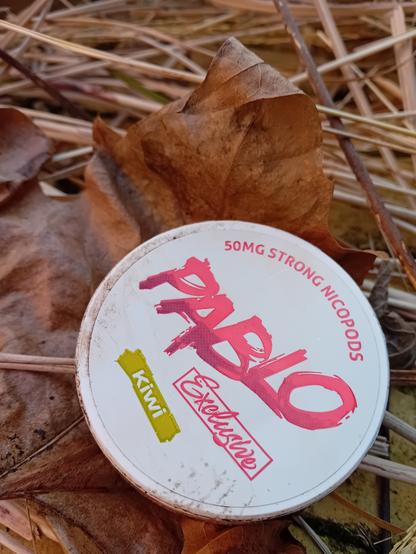 50MG STRONG NICOPODS
PABLO
Exclusive
Kiwi